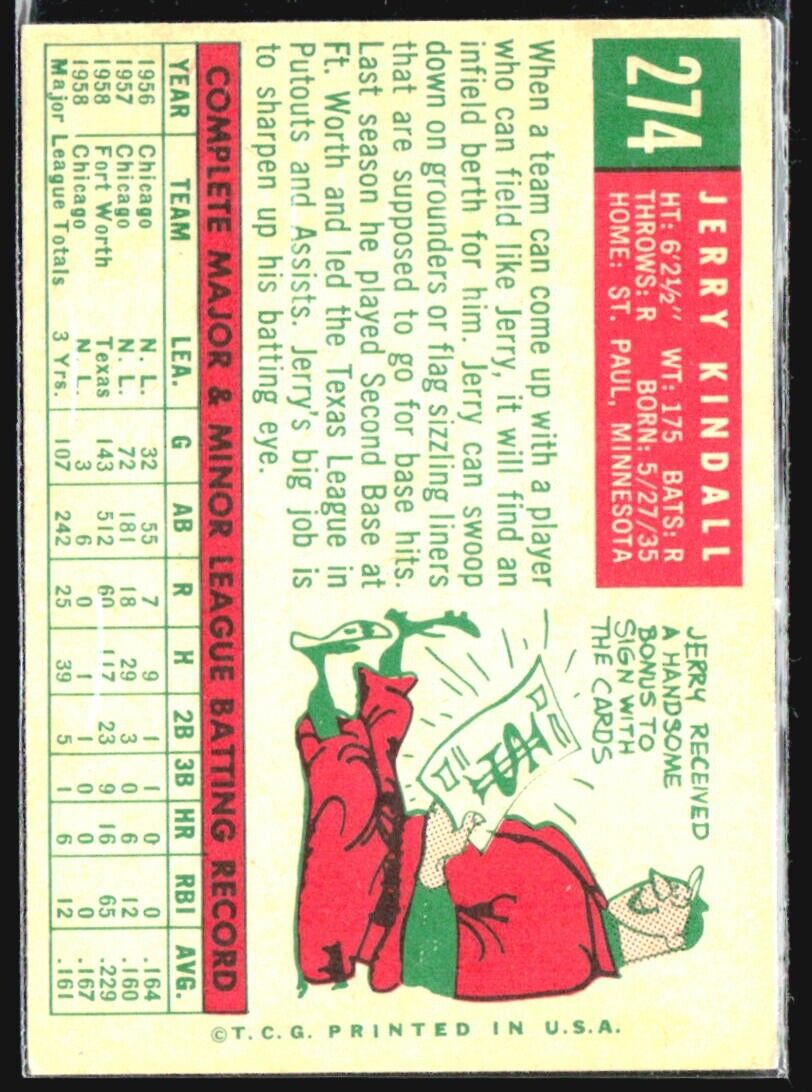 274
JERRY KINDALL
HT: 6'2½" WT: 175 BATS: R
THROWS: R BORN: 5/27/35
HOME: ST. PAUL, MINNESOTA
When a team can come up with a player
who can field like Jerry, it will find an
infield berth for him. Jerry can swoop
down on grounders or flag sizzling liners
that are supposed to go for base hits.
Last season he played Second Base at
Ft. Worth and led the Texas League in
Putouts and Assists. Jerry's big job is
to sharpen up his batting eye.
JERRY RECEIVED
A HANDSOME
BONUS TO
SIGN WITH
THE CARDS
COMPLETE MAJOR & MINOR LEAGUE BATTING RECORD
YEAR TEAM LEA. G AB R H 2B 3B HR RBI AVG.
1956 Chicago N. L. 32 55 7 9 1 1 0 0 .164
1957 Chicago N. L. 72 181 18 29 3 0 6 12 .160
1958 Fort Worth Texas 143 512 60 117 23 9 16 65 .229
1958 Chicago N. L. 3 6 0 1 1 0 0 0 .167
Major League Totals 3 Yrs. 107 242 25 39 5 1 6 12 .161
©T.C.G. PRINTED IN U.S.A.